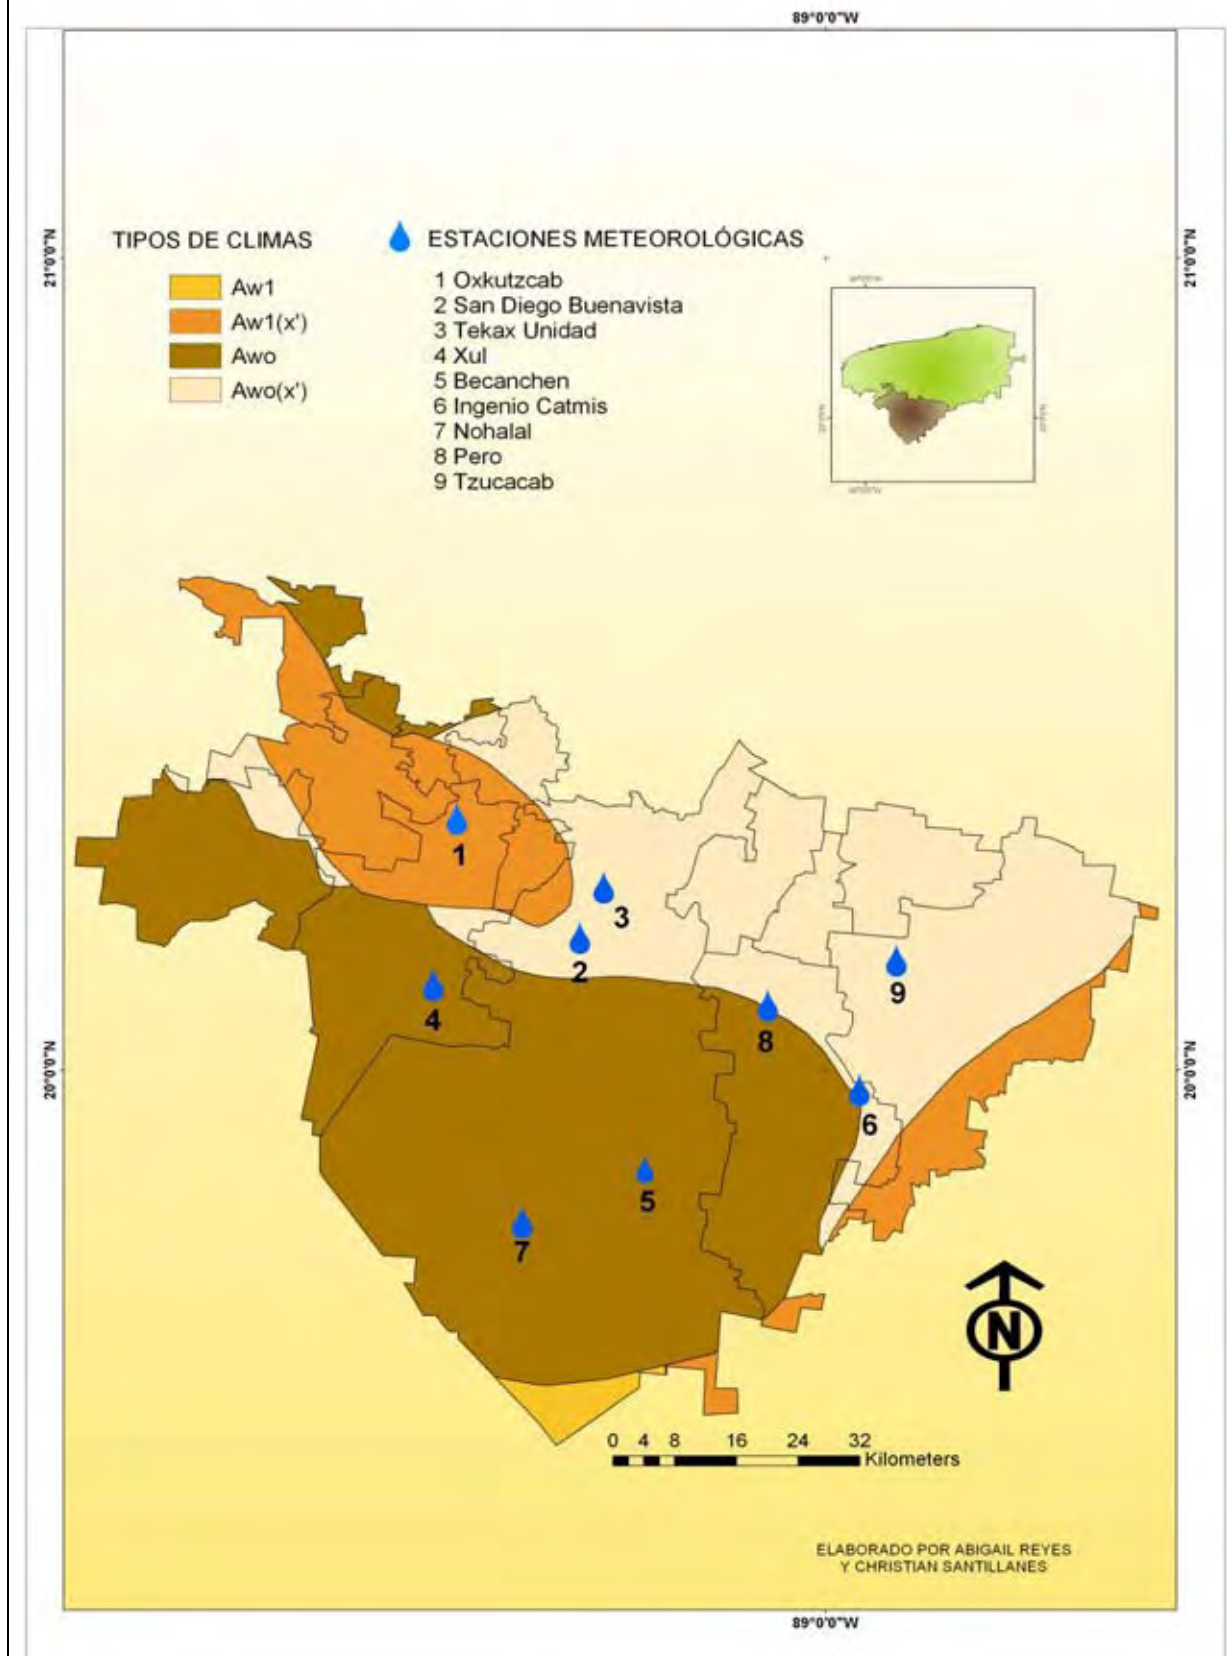 89°0'0"W
TIPOS DE CLIMAS
Aw1
Aw1(x')
Awo
Awo(x')
ESTACIONES METEOROLÓGICAS
1 Oxkutzcab
2 San Diego Buenavista
3 Tekax Unidad
4 Xul
5 Becanchen
6 Ingenio Catmis
7 Nohalal
8 Pero
9 Tzucacab
21°0'0"N
21°0'0"N
1
3
2
9
4
8
20°0'0"N
20°0'0"N
6
5
7
N
0 4 8 16 24 32
Kilometers
ELABORADO POR ABIGAIL REYES
Y CHRISTIAN SANTILLANES
89°0'0"W